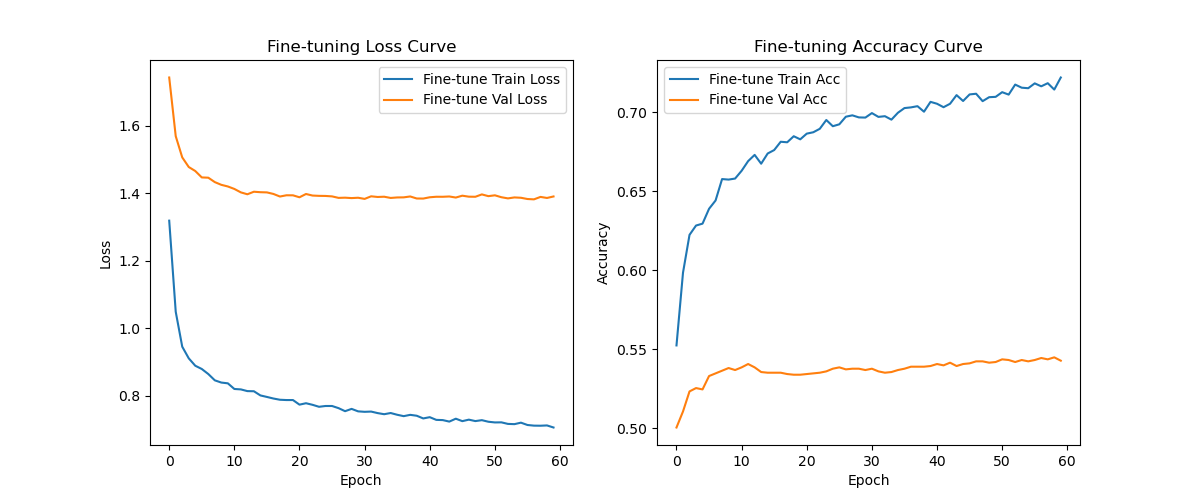 Fine-tuning Loss Curve
Fine-tune Train Loss
Fine-tune Val Loss
1.6
1.4
1.2
1.0
0.8
Loss
0 10 20 30 40 50 60
Epoch
Fine-tuning Accuracy Curve
Fine-tune Train Acc
Fine-tune Val Acc
0.70
0.65
0.60
0.55
0.50
Accuracy
0 10 20 30 40 50 60
Epoch